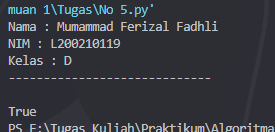 muan 1\Tugas\No 5.py'
Nama : Mumammad Ferizal Fadhli
NIM : L200210119
Kelas : D
----------------------------
True
PS E:\Tugas Kuliah\Praktikum\Algoritma